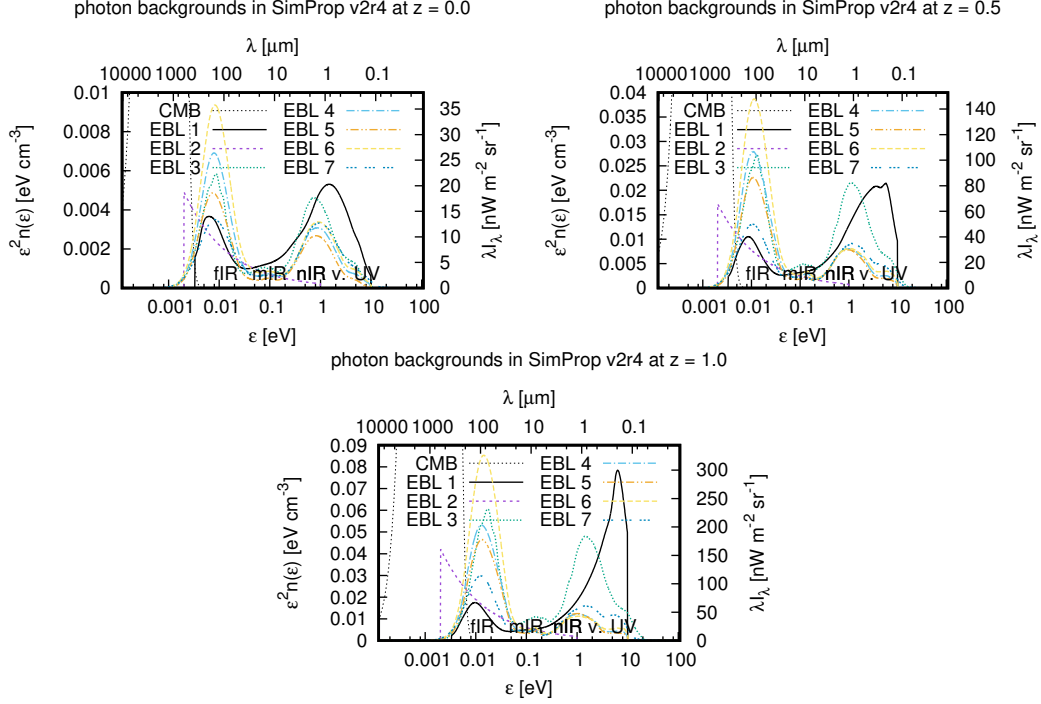 photon backgrounds in SimProp v2r4 at z = 0.0
λ [μm]
10000 1000 100 10 1 0.1
ε²n(ε) [eV cm⁻³]
0.01
0.008
0.006
0.004
0.002
0
CMB
EBL 1
EBL 2
EBL 3
EBL 4
EBL 5
EBL 6
EBL 7
fIR mIR nIR v. UV
35
30
25
20
15
10
5
0
λI_λ [nW m⁻² sr⁻¹]
0.001 0.01 0.1 1 10 100
ε [eV]
photon backgrounds in SimProp v2r4 at z = 0.5
λ [μm]
10000 1000 100 10 1 0.1
ε²n(ε) [eV cm⁻³]
0.04
0.035
0.03
0.025
0.02
0.015
0.01
0.005
0
CMB
EBL 1
EBL 2
EBL 3
EBL 4
EBL 5
EBL 6
EBL 7
fIR mIR nIR v. UV
140
120
100
80
60
40
20
0
λI_λ [nW m⁻² sr⁻¹]
0.001 0.01 0.1 1 10 100
ε [eV]
photon backgrounds in SimProp v2r4 at z = 1.0
λ [μm]
10000 1000 100 10 1 0.1
ε²n(ε) [eV cm⁻³]
0.09
0.08
0.07
0.06
0.05
0.04
0.03
0.02
0.01
0
CMB
EBL 1
EBL 2
EBL 3
EBL 4
EBL 5
EBL 6
EBL 7
fIR mIR nIR v. UV
300
250
200
150
100
50
0
λI_λ [nW m⁻² sr⁻¹]
0.001 0.01 0.1 1 10 100
ε [eV]